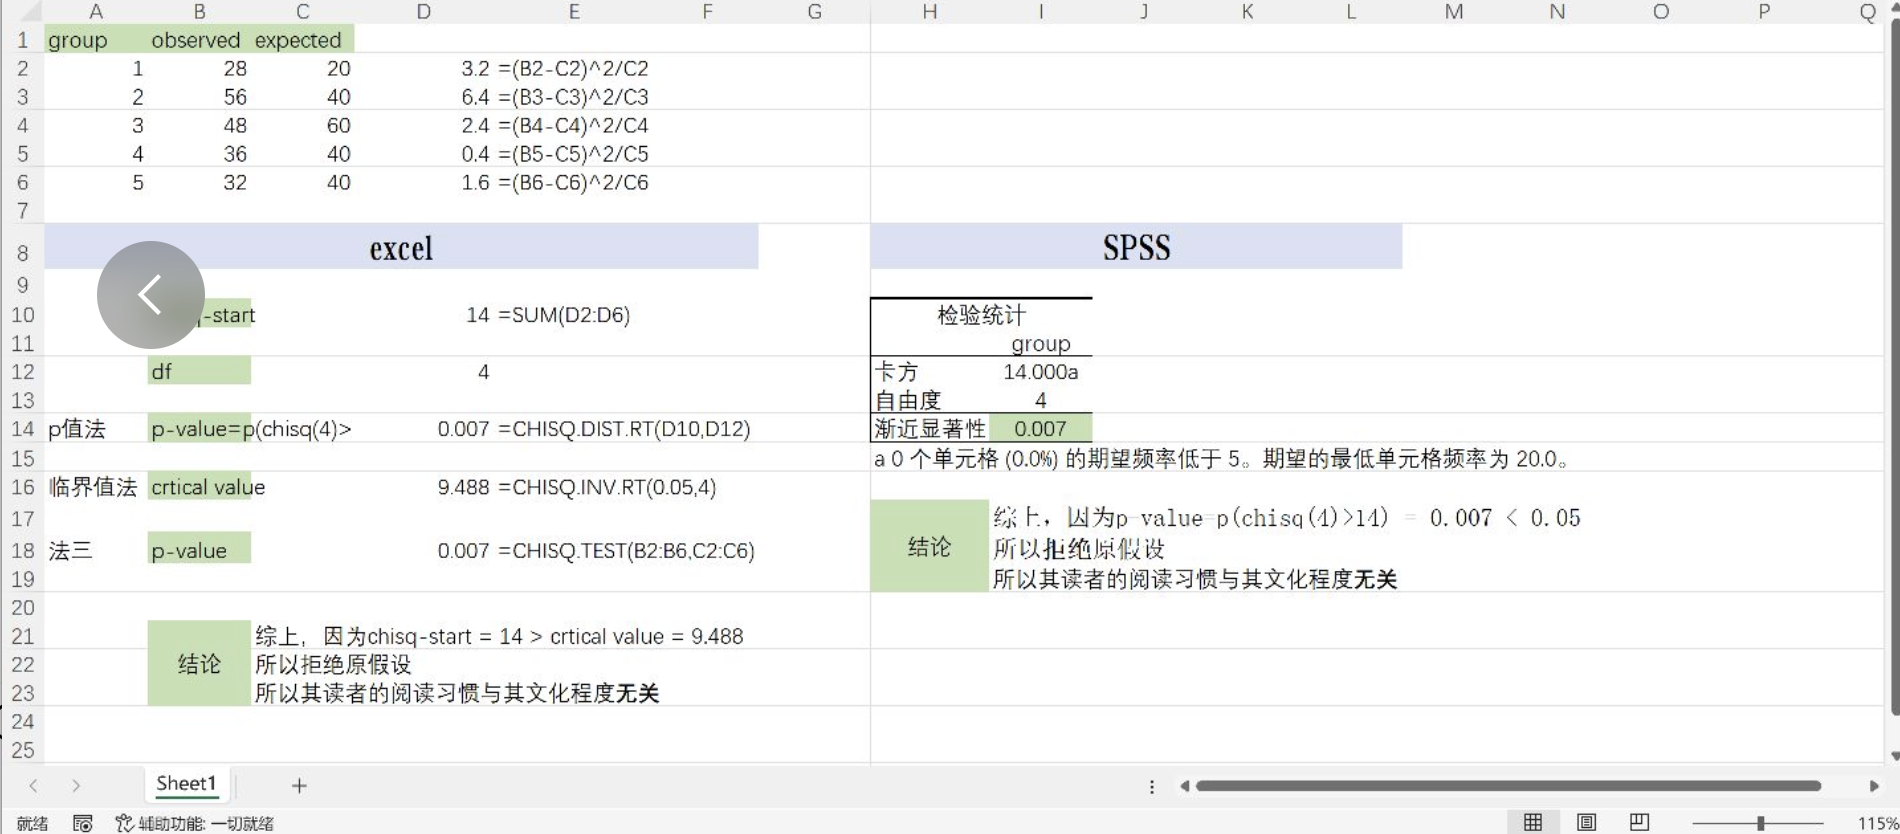 A B C D E F G H I J K L M N O P Q
1 group observed expected
2 1 28 20 3.2 =(B2-C2)^2/C2
3 2 56 40 6.4 =(B3-C3)^2/C3
4 3 48 60 2.4 =(B4-C4)^2/C4
5 4 36 40 0.4 =(B5-C5)^2/C5
6 5 32 40 1.6 =(B6-C6)^2/C6
7
8 excel SPSS
9
10 -start 14 =SUM(D2:D6) 检验统计
11 group
12 df 4 卡方 14.000a
13 自由度 4
14 p值法 p-value=p(chisq(4)> 0.007 =CHISQ.DIST.RT(D10,D12) 渐近显著性 0.007
15 a 0 个单元格 (0.0%) 的期望频率低于 5。期望的最低单元格频率为 20.0。
16 临界值法 crtical value 9.488 =CHISQ.INV.RT(0.05,4)
17 综上，因为p-value=p(chisq(4)>14) = 0.007 < 0.05
18 法三 p-value 0.007 =CHISQ.TEST(B2:B6,C2:C6) 结论 所以拒绝原假设
19 所以其读者的阅读习惯与其文化程度无关
20
21 综上，因为chisq-start = 14 > crtical value = 9.488
22 结论 所以拒绝原假设
23 所以其读者的阅读习惯与其文化程度无关
24
25
Sheet1
就绪 辅助功能: 一切就绪 115%